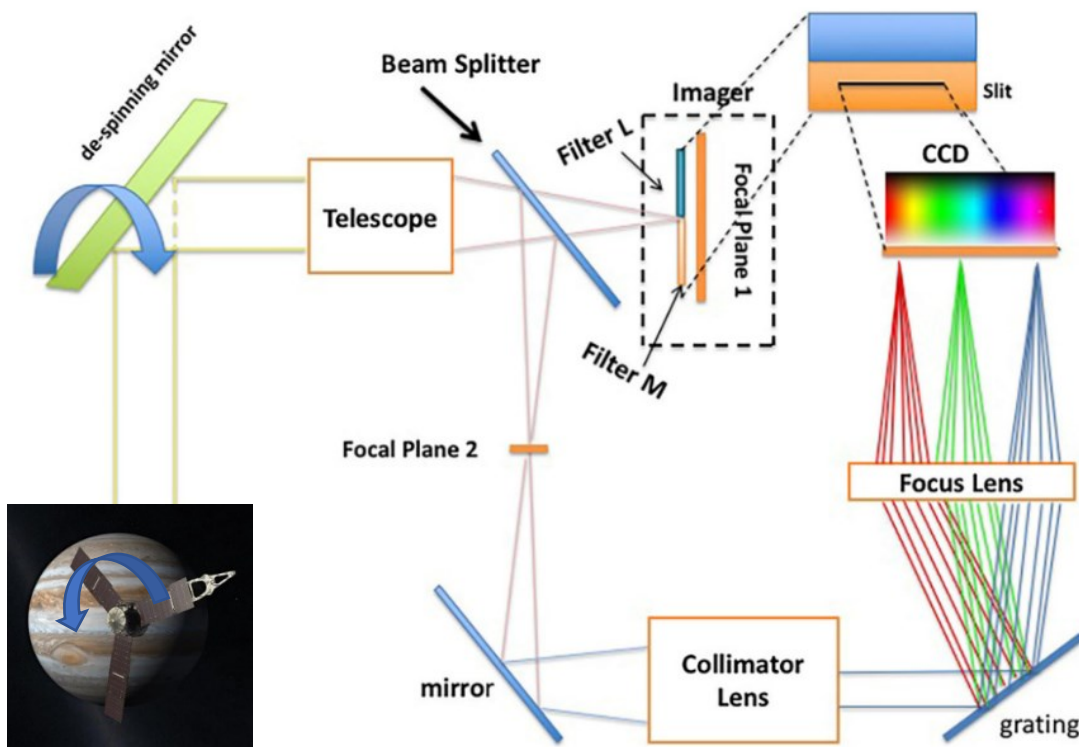 de-spinning mirror
Beam Splitter
Telescope
Imager
Filter L
Focal Plane 1
Filter M
Slit
CCD
Focal Plane 2
Focus Lens
mirror
Collimator
Lens
grating